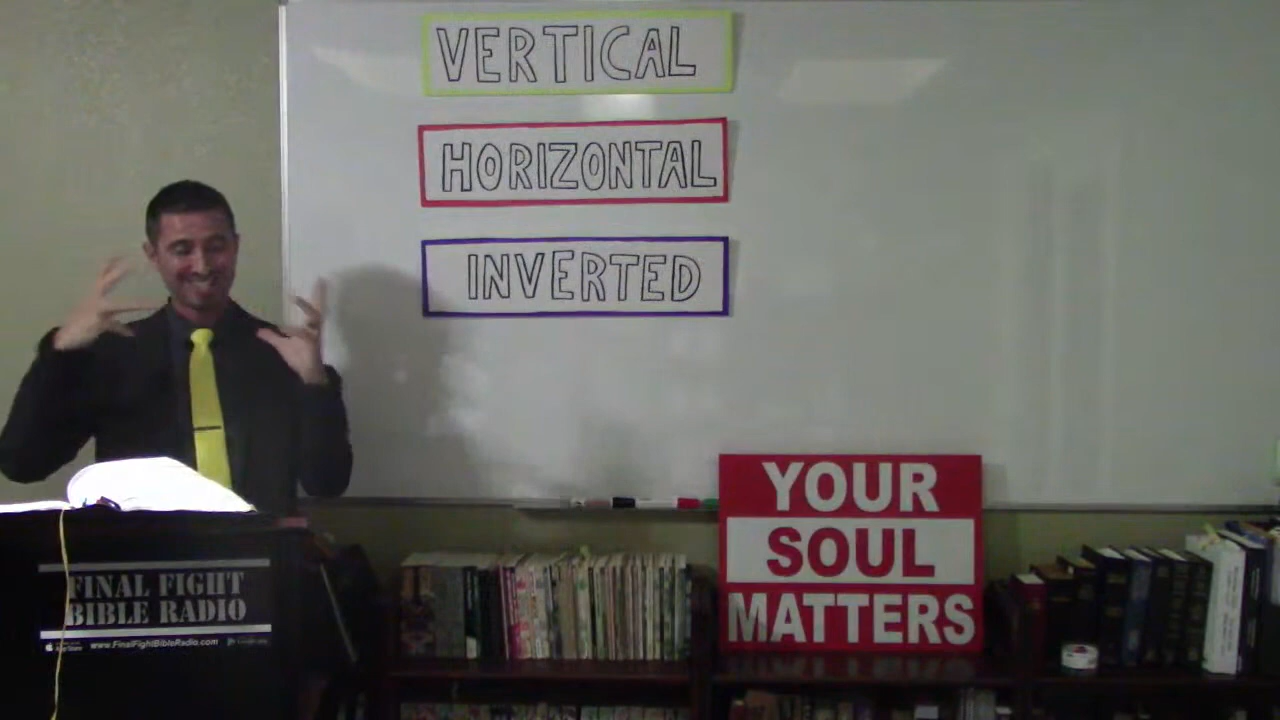 VERTICAL
HORIZONTAL
INVERTED
YOUR
SOUL
MATTERS
FINAL FIGHT
BIBLE RADIO
www.FinalFightBibleRadio.com